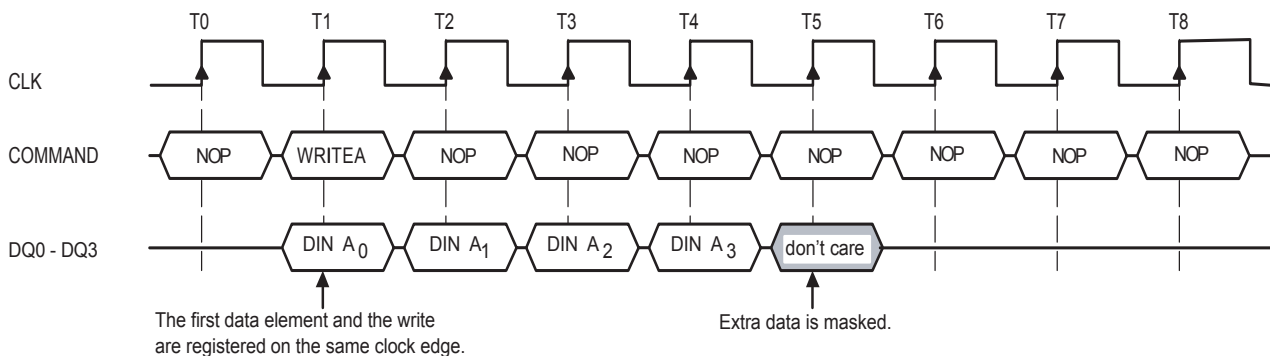 T0 T1 T2 T3 T4 T5 T6 T7 T8
CLK
COMMAND NOP WRITEA NOP NOP NOP NOP NOP NOP NOP
DQ0 - DQ3 DIN A0 DIN A1 DIN A2 DIN A3 don't care
The first data element and the write
are registered on the same clock edge.
Extra data is masked.